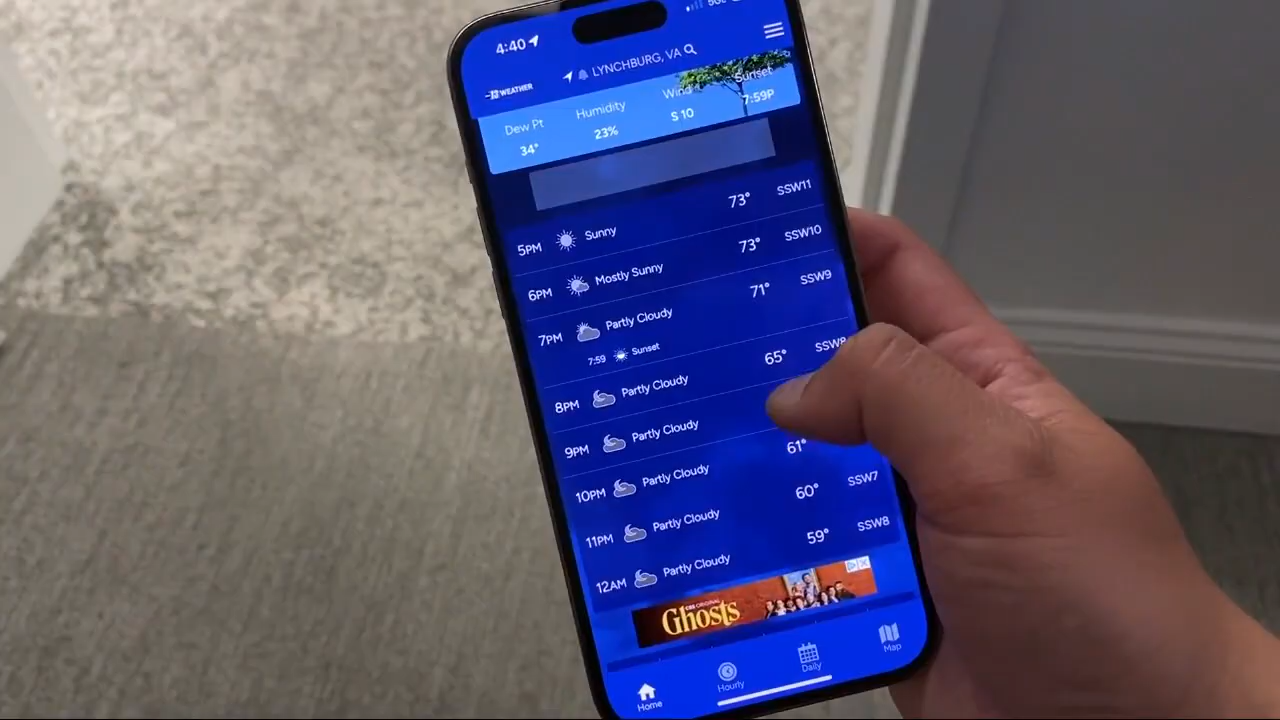 4:40
LYNCHBURG, VA
WEATHER
Dew Pt Humidity Wind Sunset
34° 23% S 10 7:59P
5PM Sunny 73° SSW11
6PM Mostly Sunny 73° SSW10
7PM Partly Cloudy 71° SSW9
7:59 Sunset
8PM Partly Cloudy 65° SSW8
9PM Partly Cloudy
10PM Partly Cloudy 61°
11PM Partly Cloudy 60° SSW7
12AM Partly Cloudy 59° SSW8
CBS ORIGINAL
Ghosts
Home Hourly Daily Map